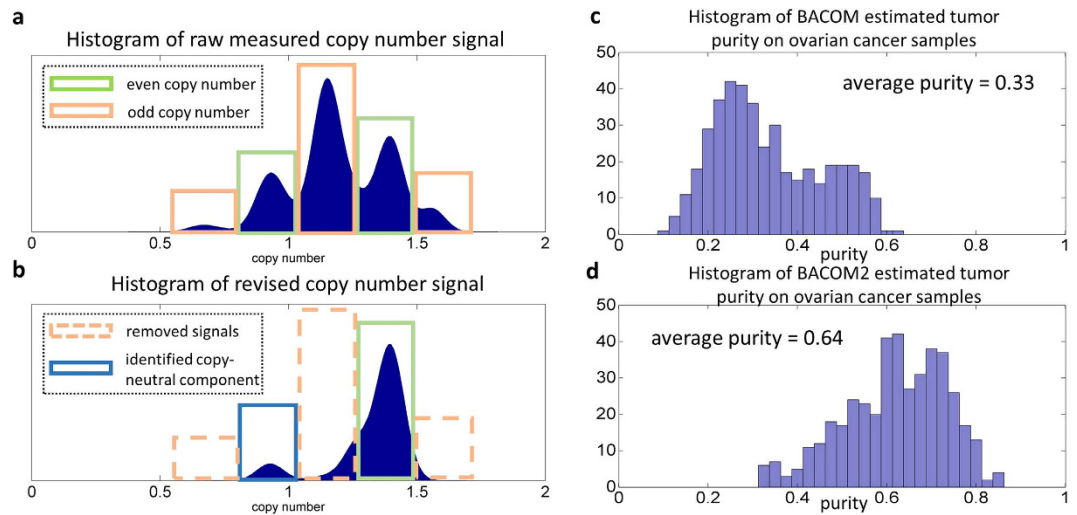 a
Histogram of raw measured copy number signal
even copy number
odd copy number
0 0.5 1 1.5 2
copy number
b
Histogram of revised copy number signal
removed signals
identified copy-
neutral component
0 0.5 1 1.5 2
copy number
c
Histogram of BACOM estimated tumor
purity on ovarian cancer samples
average purity = 0.33
50
40
30
20
10
0
0 0.2 0.4 0.6 0.8 1
purity
d
Histogram of BACOM2 estimated tumor
purity on ovarian cancer samples
average purity = 0.64
50
40
30
20
10
0
0 0.2 0.4 0.6 0.8 1
purity